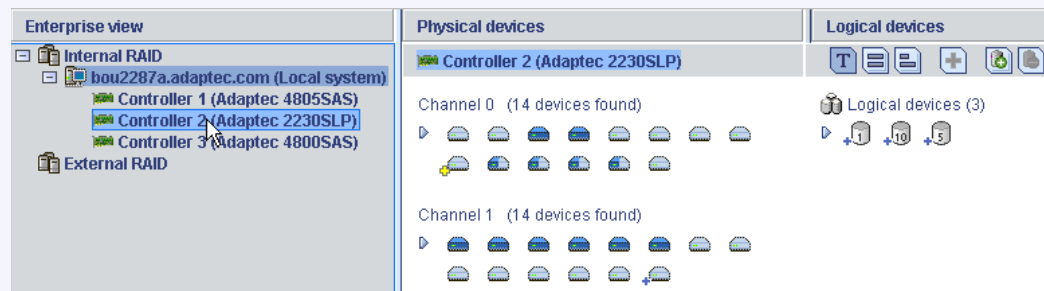 Enterprise view
Internal RAID
bou2287a.adaptec.com (Local system)
Controller 1 (Adaptec 4805SAS)
Controller 2 (Adaptec 2230SLP)
Controller 3 (Adaptec 4800SAS)
External RAID
Physical devices
Controller 2 (Adaptec 2230SLP)
Channel 0 (14 devices found)
Channel 1 (14 devices found)
Logical devices
T
Logical devices (3)
1 10 5